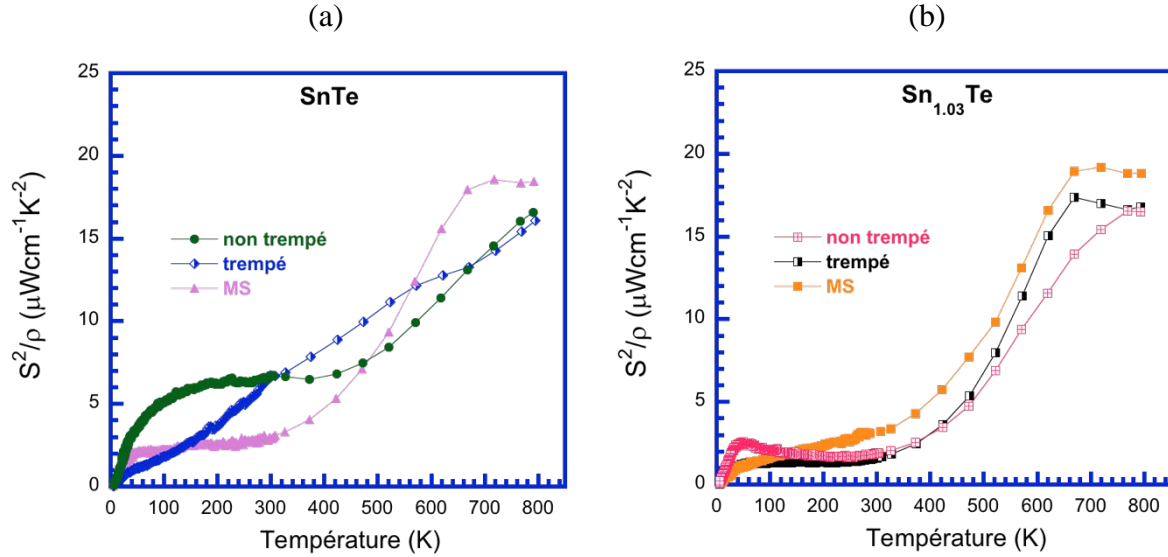 (a)
(b)
SnTe
non trempé
trempé
MS
S²/ρ (μWcm⁻¹K⁻²)
25
20
15
10
5
0
0 100 200 300 400 500 600 700 800
Température (K)
Sn₁.₀₃Te
non trempé
trempé
MS
S²/ρ (μWcm⁻¹K⁻²)
25
20
15
10
5
0
0 100 200 300 400 500 600 700 800
Température (K)